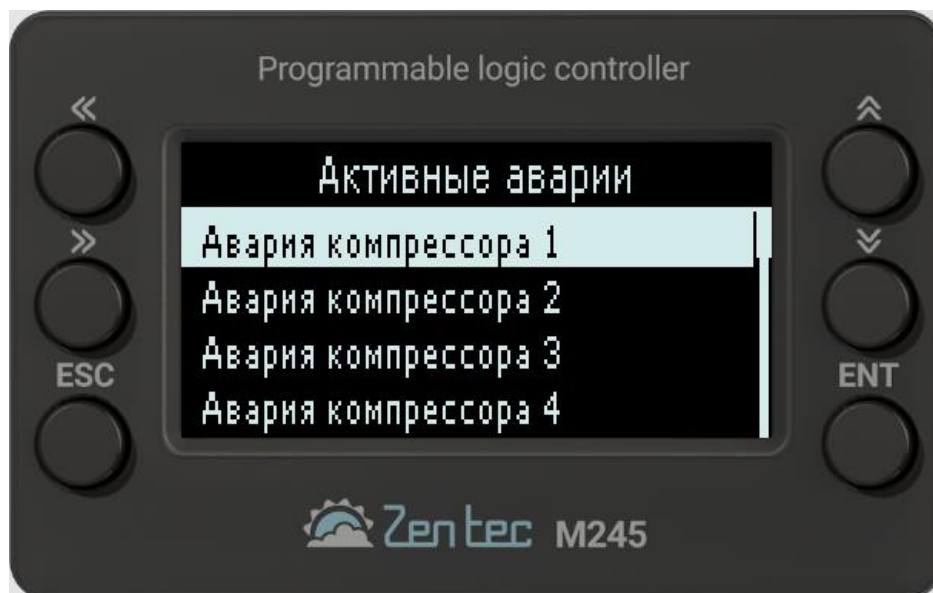 Programmable logic controller
«
»
ESC
Активные аварии
Авария компрессора 1
Авария компрессора 2
Авария компрессора 3
Авария компрессора 4
ENT
Zentec M245